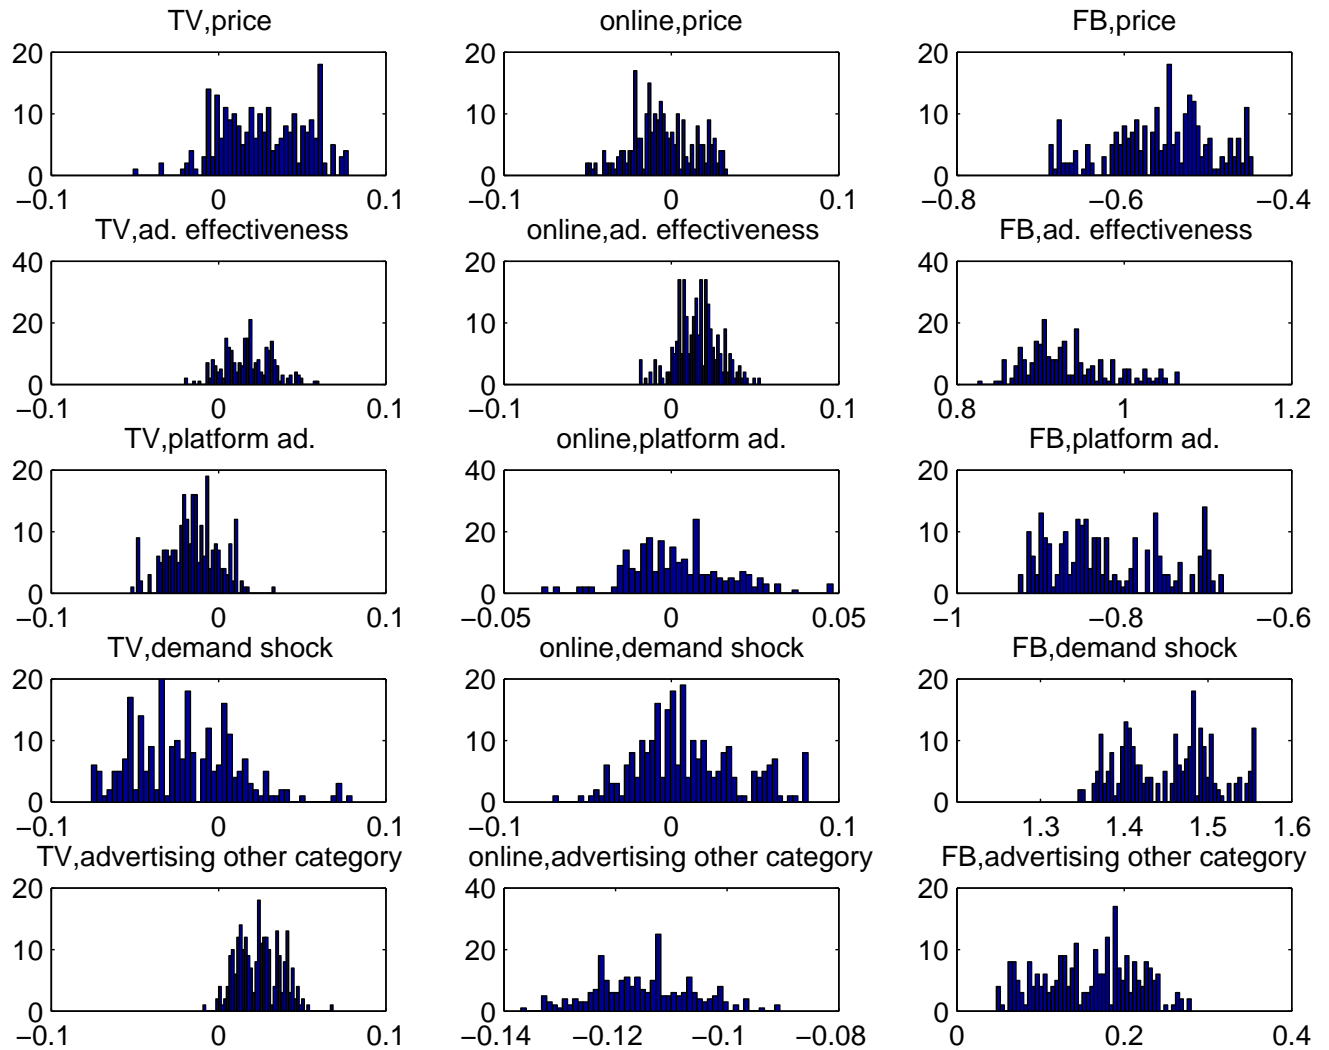 TV,price online,price FB,price
20 20 20
10 10 10
0 0 0
−0.1 0 0.1 −0.1 0 0.1 −0.8 −0.6 −0.4
TV,ad. effectiveness online,ad. effectiveness FB,ad. effectiveness
40 20 40
20 10 20
0 0 0
−0.1 0 0.1 −0.1 0 0.1 0.8 1 1.2
TV,platform ad. online,platform ad. FB,platform ad.
20 40 20
10 20 10
0 0 0
−0.1 0 0.1 −0.05 0 0.05 −1 −0.8 −0.6
TV,demand shock online,demand shock FB,demand shock
20 20 20
10 10 10
0 0 0
−0.1 0 0.1 −0.1 0 0.1 1.3 1.4 1.5 1.6
TV,advertising other category online,advertising other category FB,advertising other category
20 40 20
10 20 10
0 0 0
−0.1 0 0.1 −0.14 −0.12 −0.1 −0.08 0 0.2 0.4